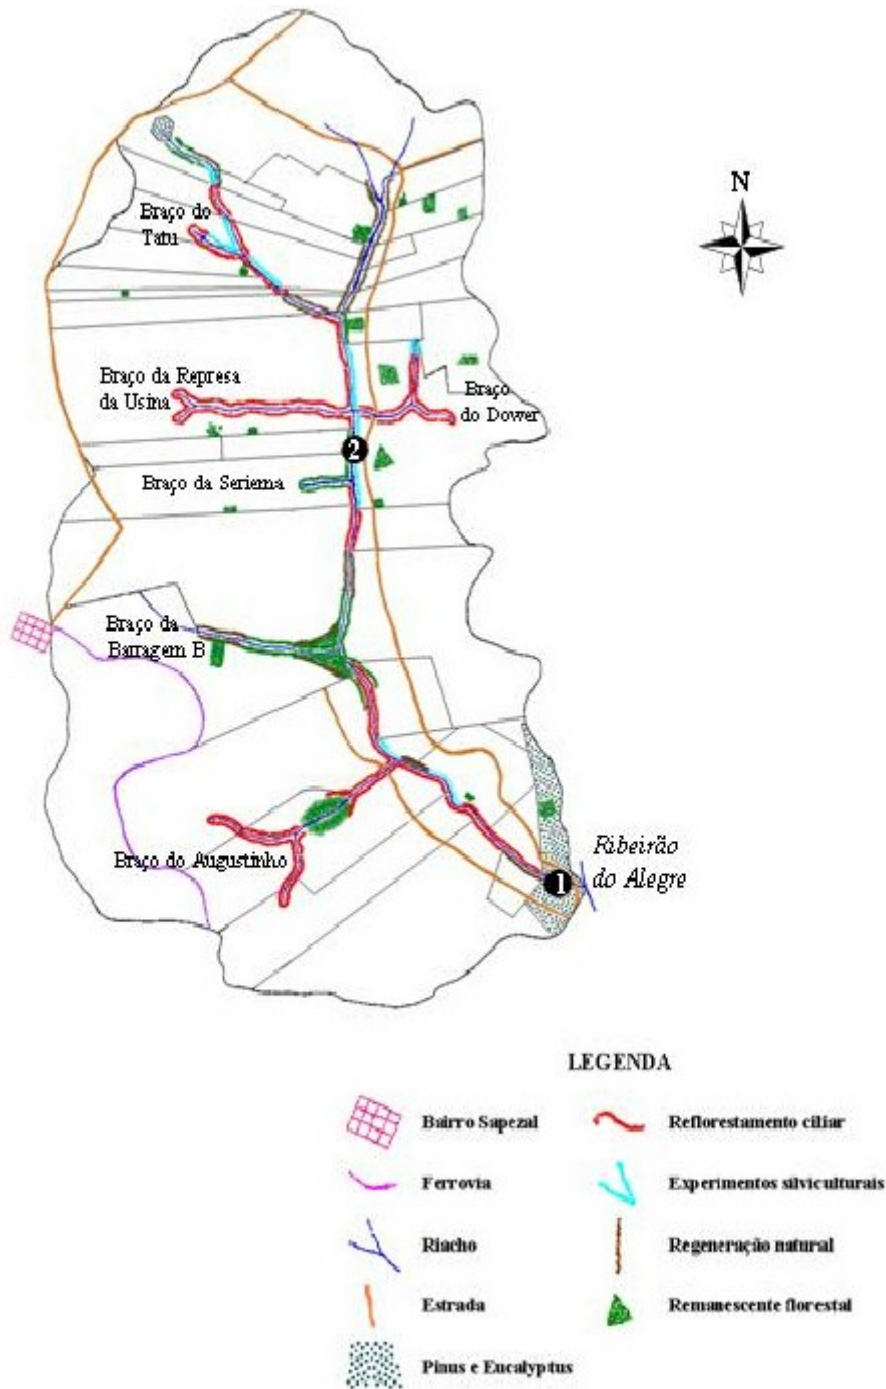 N
Braço do
Tatu
Braço da Represa
da Usina
Braço
do Dower
2
Braço da Seriema
Braço da
Barragem B
Braço do Augustinho
1
Ribeirão
do Alegre
LEGENDA
Bairro Sapezal
Reflorestamento ciliar
Ferrovia
Experimentos silviculturais
Riacho
Regeneração natural
Estrada
Remanescente florestal
Pinus e Eucalyptus